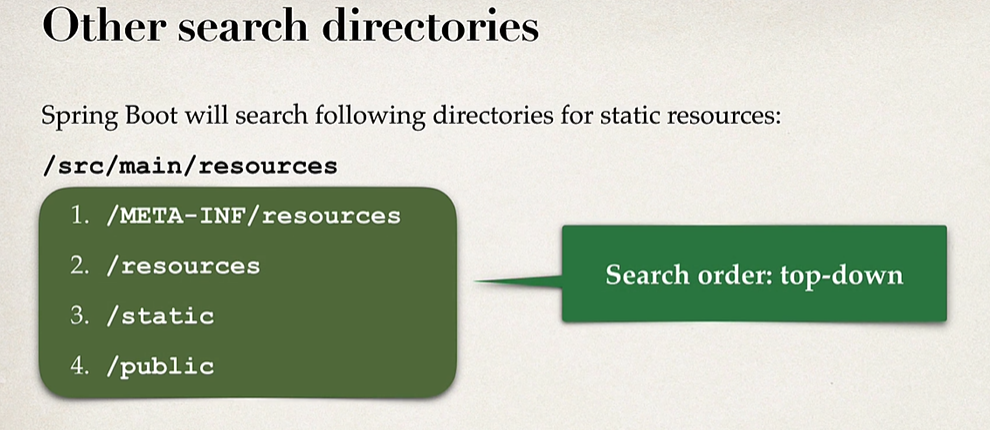 Other search directories
Spring Boot will search following directories for static resources:
/src/main/resources
1. /META-INF/resources
2. /resources
3. /static
4. /public
Search order: top-down